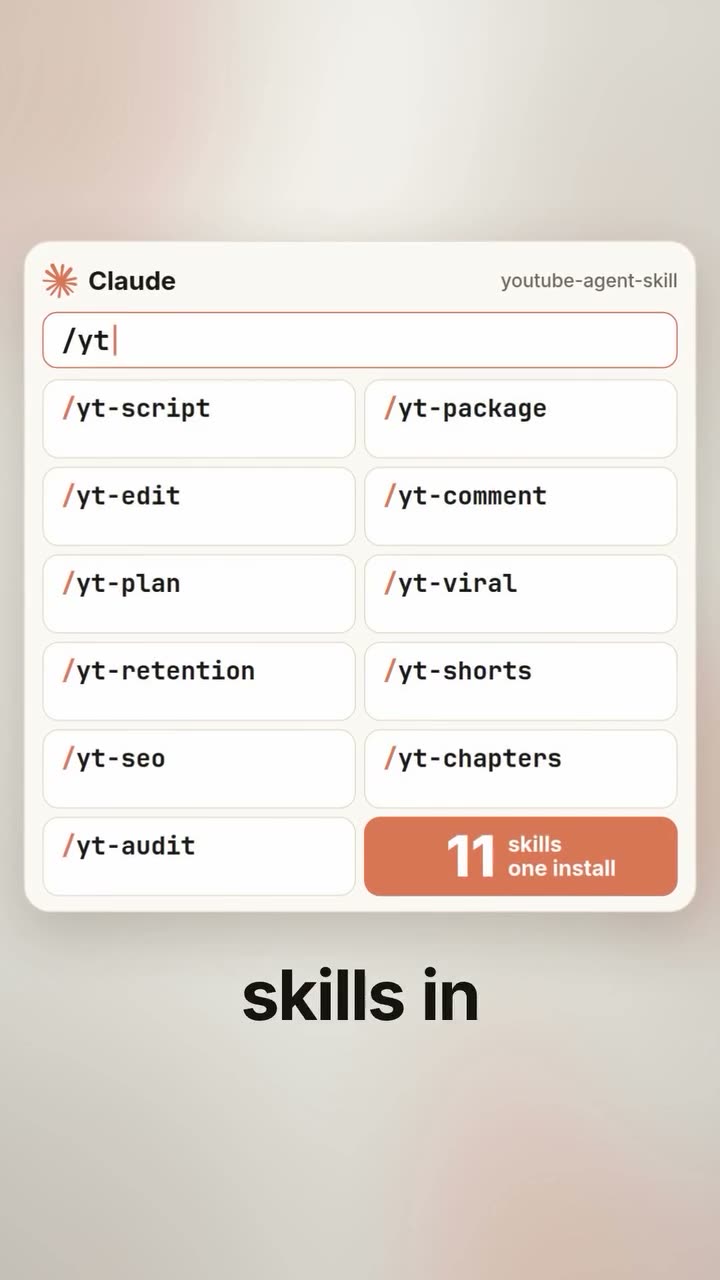 Claude
youtube-agent-skill
/yt
/yt-script
/yt-package
/yt-edit
/yt-comment
/yt-plan
/yt-viral
/yt-retention
/yt-shorts
/yt-seo
/yt-chapters
/yt-audit
11
skills
one install
skills in